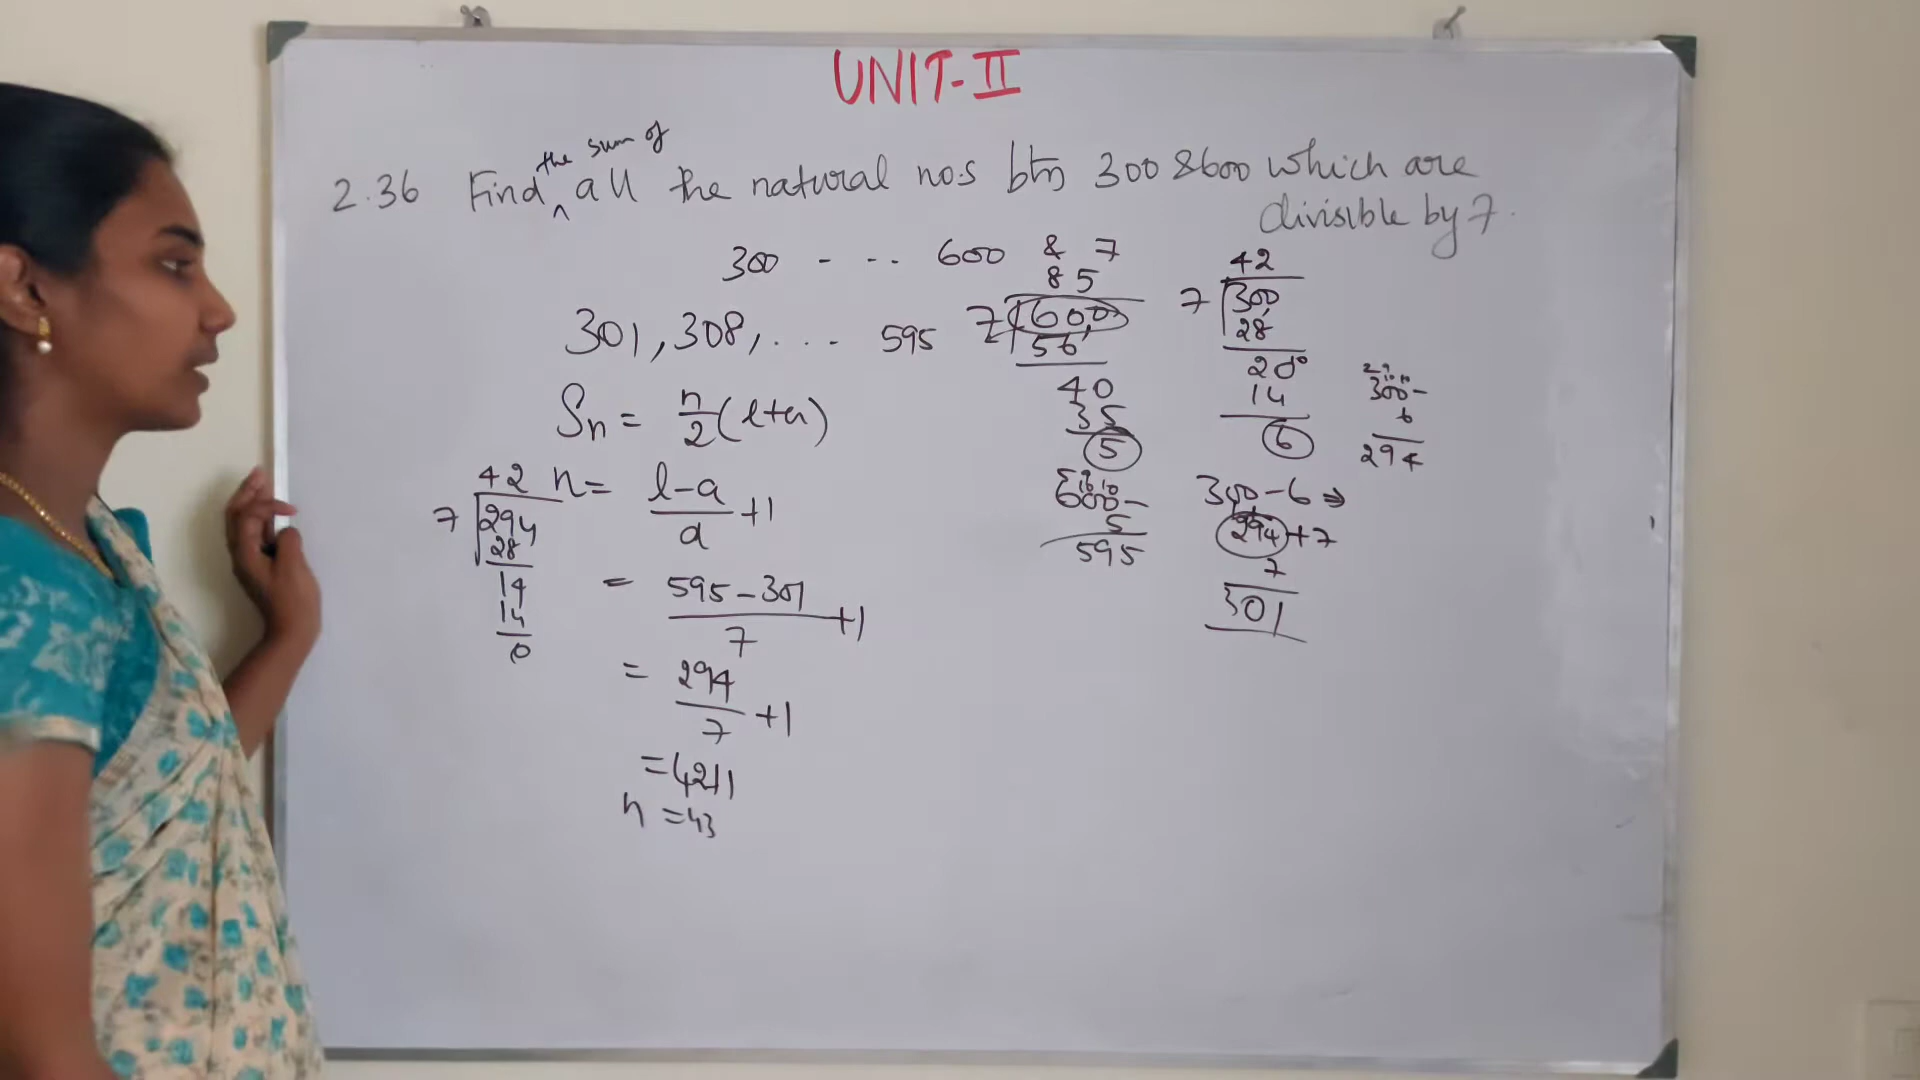 UNIT-II
the sum of
2.36 Find ^ all the natural no.s btn 300 & 600 which are
divisible by 7.
300 - - - 600 & 7
301, 308, . . . 595
Sn = n/2 (l+a)
n = l-a/d +1
= 595-301/7 +1
= 294/7 +1
= 42+1
n = 43
42
7 294
28
14
14
0
85
7 600
56
40
35
5
600-
5
595
42
7 300
28
20
14
6
300-
6
294
300-6 ⇒
294+7
7
301